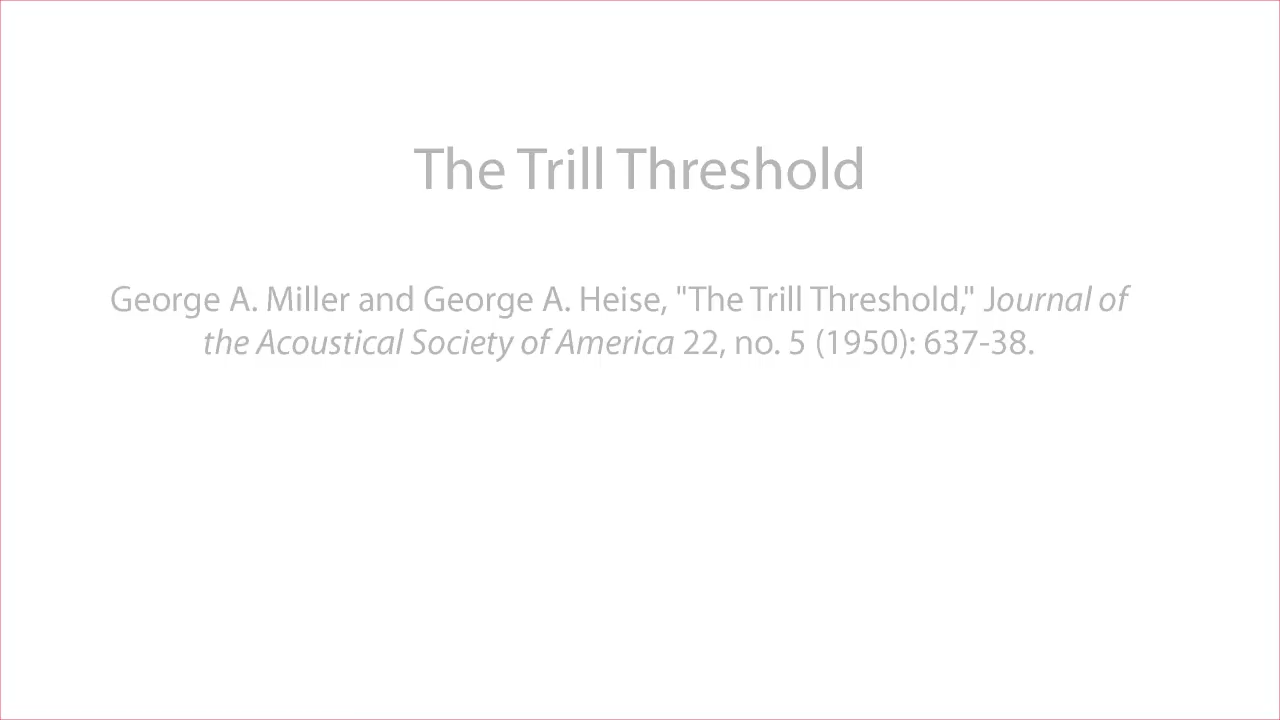 The Trill Threshold
George A. Miller and George A. Heise, "The Trill Threshold," Journal of
the Acoustical Society of America 22, no. 5 (1950): 637-38.